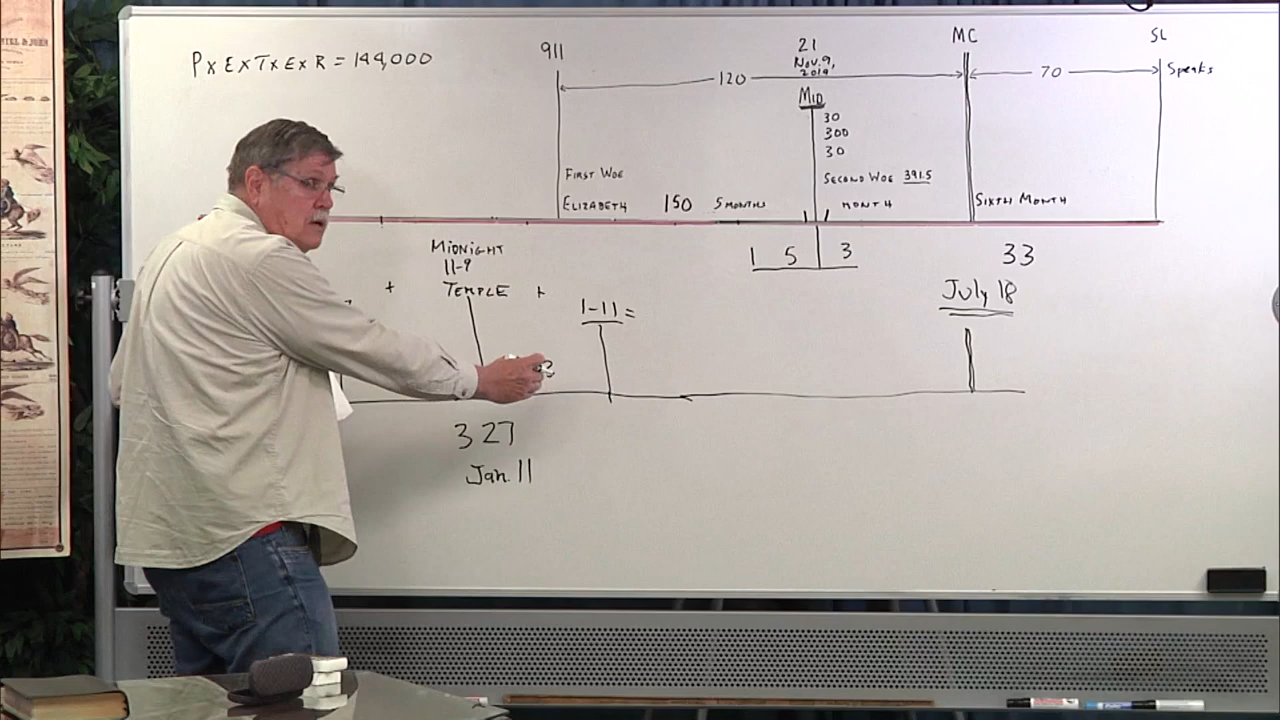 IEL & JOHN
P x E x T x E x R = 144,000
911
21
Nov. 9,
2019
MC
SL
120
70
Speaks
MID
30
300
30
FIRST WOE
SECOND WOE 391.5
ELIZABETH 150 5 MONTHS
MONTH
SIXTH MONTH
1 5 3
33
MIDNIGHT
11-9
+ TEMPLE +
1-11 =
July 18
327
Jan. 11